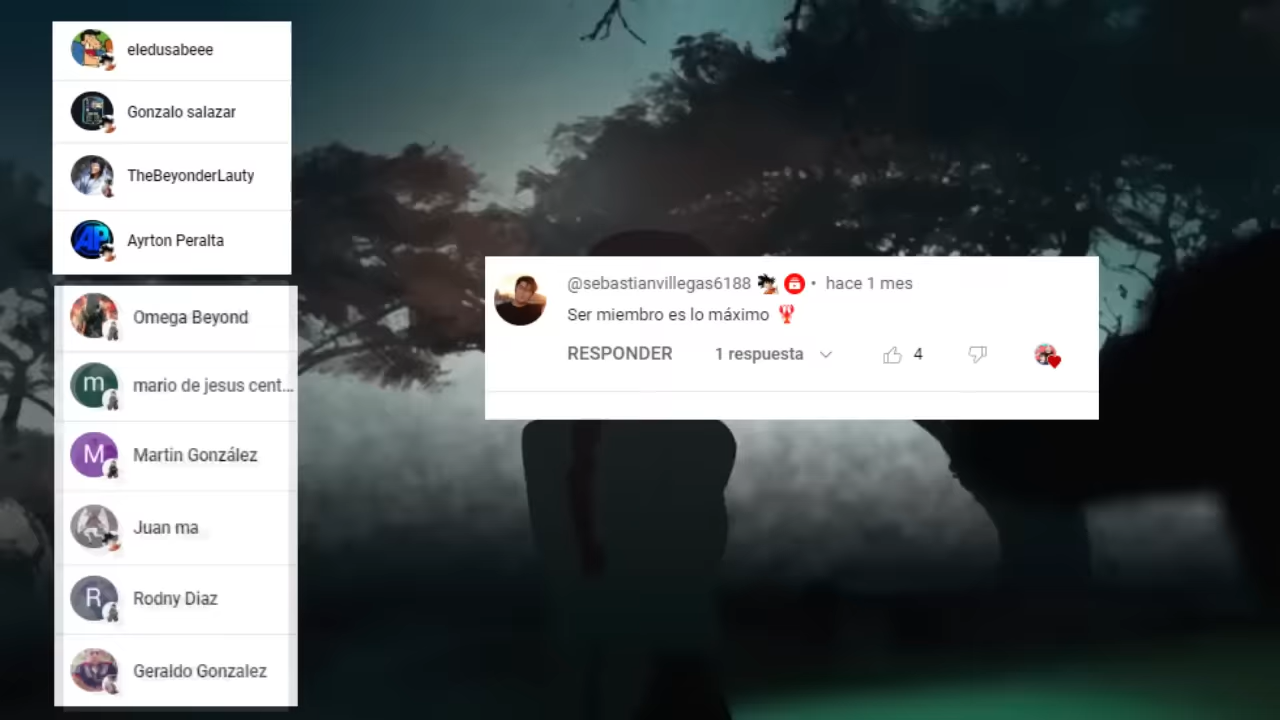 eledusabeee
Gonzalo salazar
TheBeyonderLauty
Ayrton Peralta
Omega Beyond
m
mario de jesus cent...
M
Martin González
Juan ma
R
Rodny Diaz
Geraldo Gonzalez
@sebastianvillegas6188 • hace 1 mes
Ser miembro es lo máximo
RESPONDER 1 respuesta 4